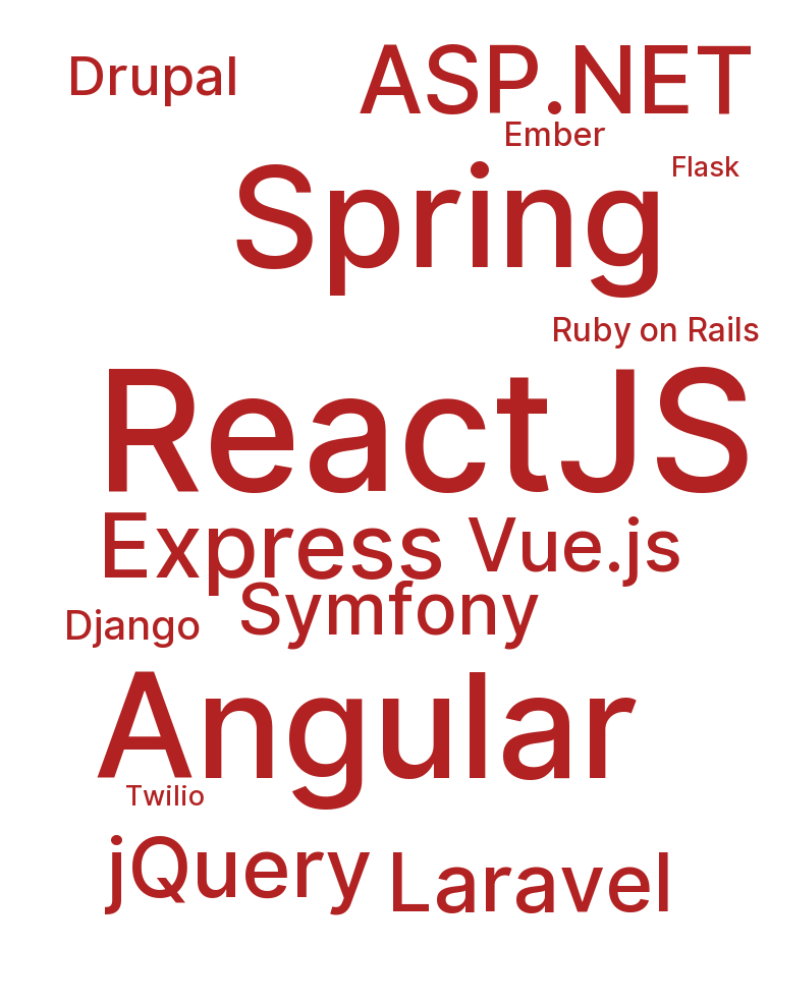 Drupal
ASP.NET
Ember
Flask
Spring
Ruby on Rails
ReactJS
Express
Vue.js
Symfony
Django
Angular
Twilio
jQuery
Laravel